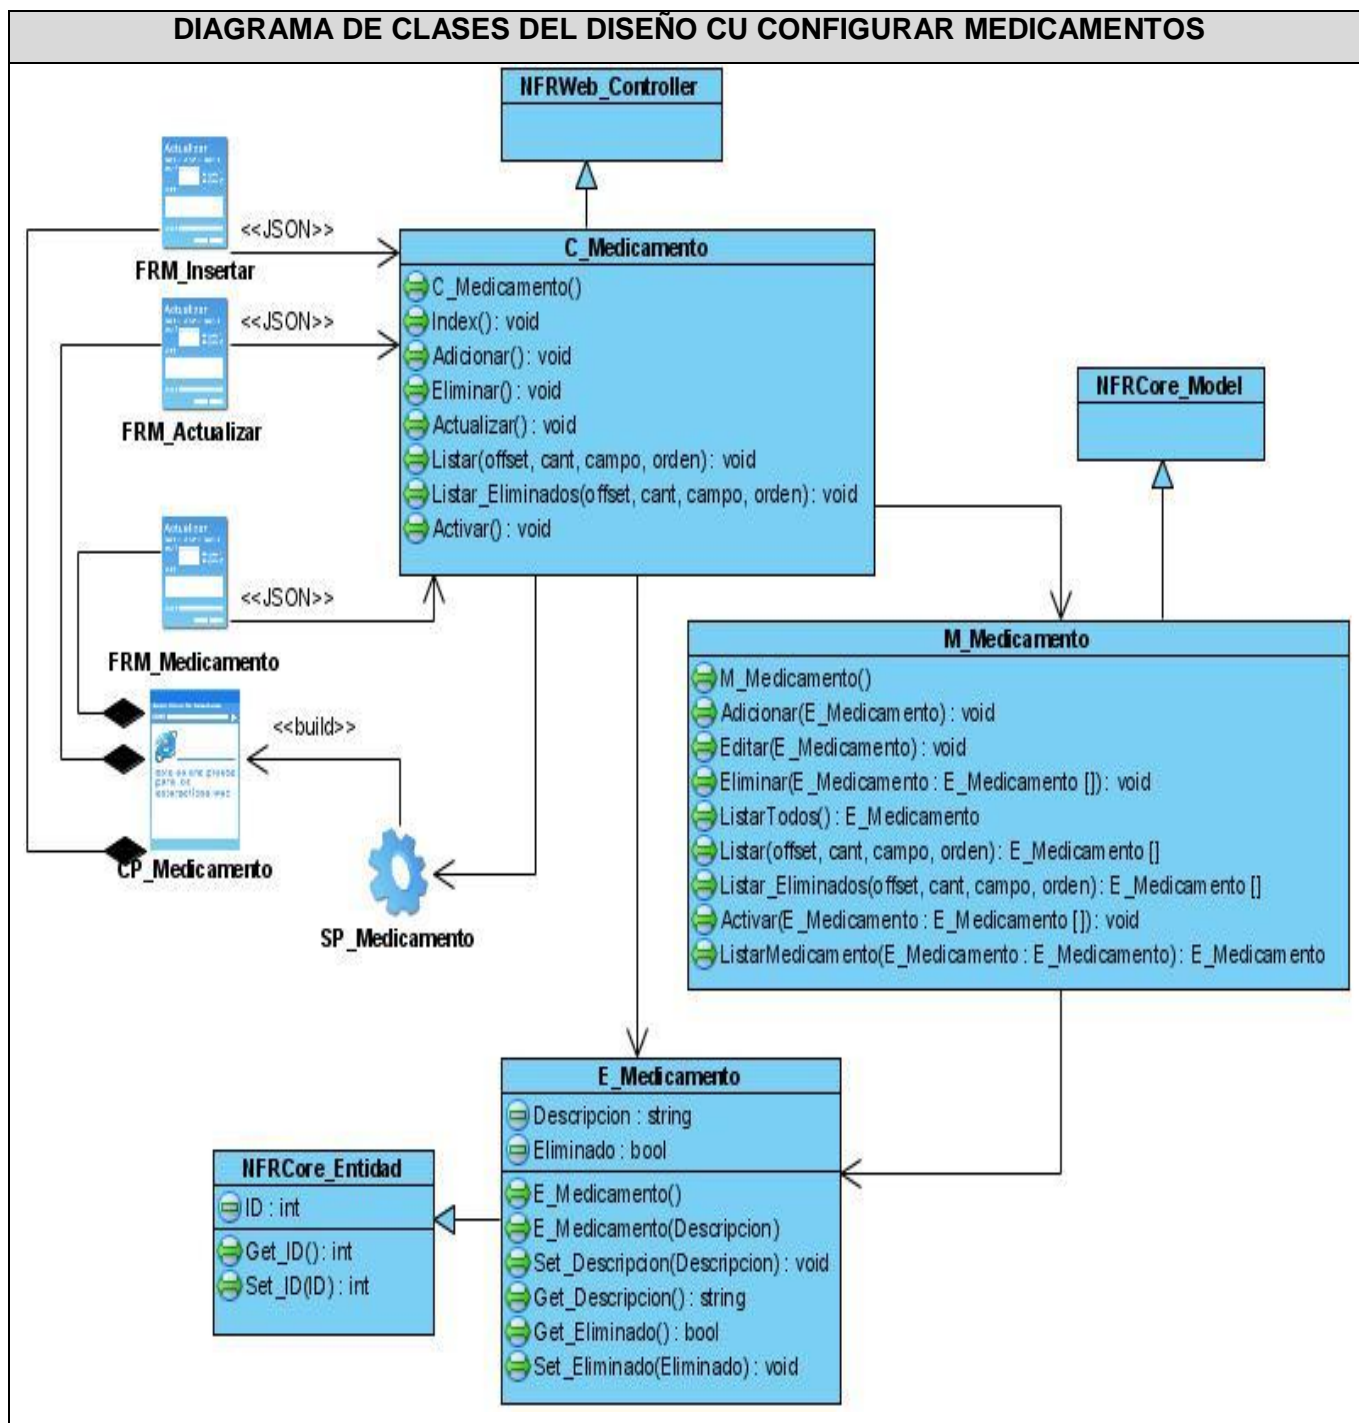 DIAGRAMA DE CLASES DEL DISEÑO CU CONFIGURAR MEDICAMENTOS
NFRWeb_Controller
Actualizar
<<JSON>>
FRM_Insertar
Actualizar
<<JSON>>
FRM_Actualizar
Actualizar
<<JSON>>
FRM_Medicamento
C_Medicamento
C_Medicamento()
Index() : void
Adicionar() : void
Eliminar() : void
Actualizar() : void
Listar(offset, cant, campo, orden) : void
Listar_Eliminados(offset, cant, campo, orden) : void
Activar() : void
NFRCore_Model
M_Medicamento
M_Medicamento()
Adicionar(E_Medicamento) : void
Editar(E_Medicamento) : void
Eliminar(E_Medicamento : E_Medicamento []) : void
ListarTodos() : E_Medicamento
Listar(offset, cant, campo, orden) : E_Medicamento []
Listar_Eliminados(offset, cant, campo, orden) : E_Medicamento []
Activar(E_Medicamento : E_Medicamento []) : void
ListarMedicamento(E_Medicamento : E_Medicamento) : E_Medicamento
<<build>>
CP_Medicamento
SP_Medicamento
E_Medicamento
Descripcion : string
Eliminado : bool
E_Medicamento()
E_Medicamento(Descripcion)
Set_Descripcion(Descripcion) : void
Get_Descripcion() : string
Get_Eliminado() : bool
Set_Eliminado(Eliminado) : void
NFRCore_Entidad
ID : int
Get_ID() : int
Set_ID(ID) : int